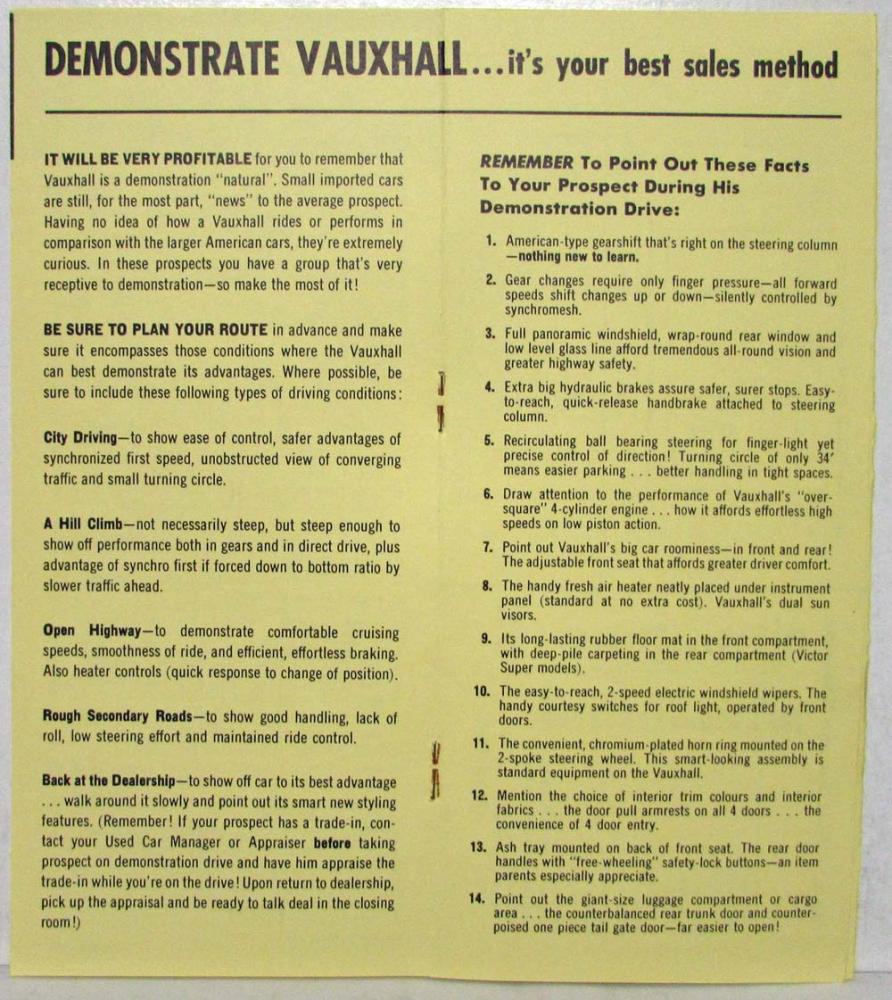 DEMONSTRATE VAUXHALL...it's your best sales method
IT WILL BE VERY PROFITABLE for you to remember that
Vauxhall is a demonstration "natural". Small imported cars
are still, for the most part, "news" to the average prospect.
Having no idea of how a Vauxhall rides or performs in
comparison with the larger American cars, they're extremely
curious. In these prospects you have a group that's very
receptive to demonstration—so make the most of it!
BE SURE TO PLAN YOUR ROUTE in advance and make
sure it encompasses those conditions where the Vauxhall
can best demonstrate its advantages. Where possible, be
sure to include these following types of driving conditions:
City Driving—to show ease of control, safer advantages of
synchronized first speed, unobstructed view of converging
traffic and small turning circle.
A Hill Climb—not necessarily steep, but steep enough to
show off performance both in gears and in direct drive, plus
advantage of synchro first if forced down to bottom ratio by
slower traffic ahead.
Open Highway—to demonstrate comfortable cruising
speeds, smoothness of ride, and efficient, effortless braking.
Also heater controls (quick response to change of position).
Rough Secondary Roads—to show good handling, lack of
roll, low steering effort and maintained ride control.
Back at the Dealership—to show off car to its best advantage
. . . walk around it slowly and point out its smart new styling
features. (Remember! If your prospect has a trade-in, con-
tact your Used Car Manager or Appraiser before taking
prospect on demonstration drive and have him appraise the
trade-in while you're on the drive! Upon return to dealership,
pick up the appraisal and be ready to talk deal in the closing
room!)
REMEMBER To Point Out These Facts
To Your Prospect During His
Demonstration Drive:
1. American-type gearshift that's right on the steering column
—nothing new to learn.
2. Gear changes require only finger pressure—all forward
speeds shift changes up or down—silently controlled by
synchromesh.
3. Full panoramic windshield, wrap-round rear window and
low level glass line afford tremendous all-round vision and
greater highway safety.
4. Extra big hydraulic brakes assure safer, surer stops. Easy-
to-reach, quick-release handbrake attached to steering
column.
5. Recirculating ball bearing steering for finger-light yet
precise control of direction! Turning circle of only 34'
means easier parking . . . better handling in tight spaces.
6. Draw attention to the performance of Vauxhall's "over-
square" 4-cylinder engine . . . how it affords effortless high
speeds on low piston action.
7. Point out Vauxhall's big car roominess—in front and rear!
The adjustable front seat that affords greater driver comfort.
8. The handy fresh air heater neatly placed under instrument
panel (standard at no extra cost). Vauxhall's dual sun
visors.
9. Its long-lasting rubber floor mat in the front compartment,
with deep-pile carpeting in the rear compartment (Victor
Super models).
10. The easy-to-reach, 2-speed electric windshield wipers. The
handy courtesy switches for roof light, operated by front
doors.
11. The convenient, chromium-plated horn ring mounted on the
2-spoke steering wheel. This smart-looking assembly is
standard equipment on the Vauxhall.
12. Mention the choice of interior trim colours and interior
fabrics . . . the door pull armrests on all 4 doors . . . the
convenience of 4 door entry.
13. Ash tray mounted on back of front seat. The rear door
handles with "free-wheeling" safety-lock buttons—an item
parents especially appreciate.
14. Point out the giant-size luggage compartment or cargo
area . . . the counterbalanced rear trunk door and counter-
poised one piece tail gate door—far easier to open!